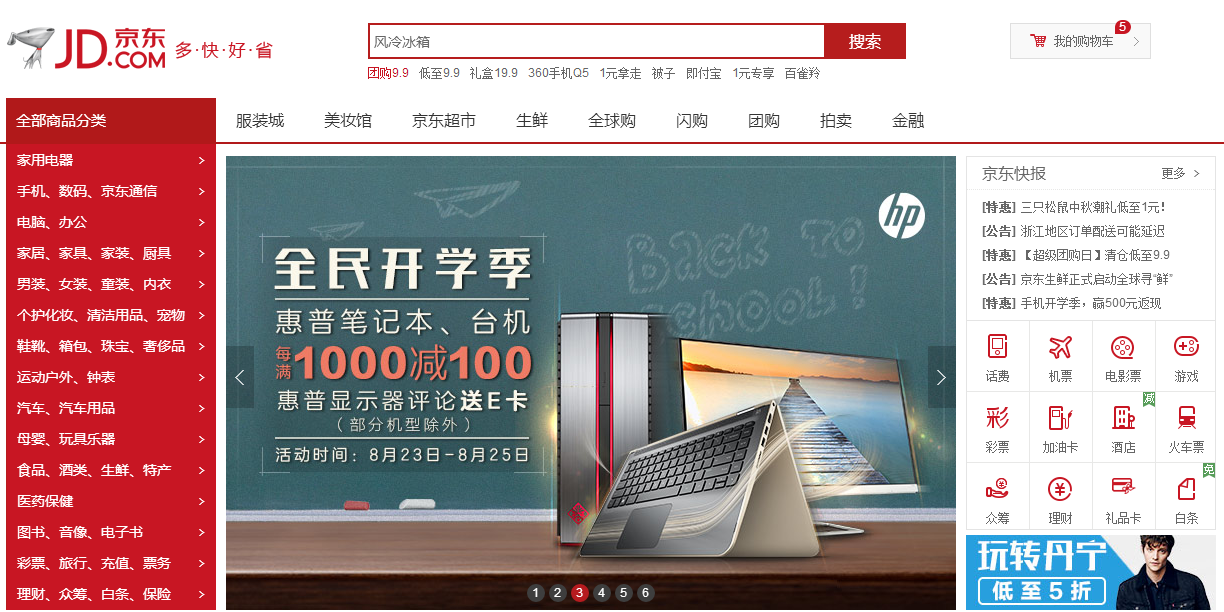 JD.COM 京东
多·快·好·省
风冷冰箱
搜索
5
我的购物车
团购9.9 低至9.9 礼盒19.9 360手机Q5 1元拿走 被子 即付宝 1元专享 百雀羚
全部商品分类
服装城 美妆馆 京东超市 生鲜 全球购 闪购 团购 拍卖 金融
家用电器
手机、数码、京东通信
电脑、办公
家居、家具、家装、厨具
男装、女装、童装、内衣
个护化妆、清洁用品、宠物
鞋靴、箱包、珠宝、奢侈品
运动户外、钟表
汽车、汽车用品
母婴、玩具乐器
食品、酒类、生鲜、特产
医药保健
图书、音像、电子书
彩票、旅行、充值、票务
理财、众筹、白条、保险
hp
BACK TO
SCHOOL!
全民开学季
惠普笔记本、台机
每满1000减100
惠普显示器评论送E卡
（部分机型除外）
活动时间：8月23日-8月25日
1 2 3 4 5 6
京东快报
更多 >
[特惠] 三只松鼠中秋潮礼低至1元!
[公告] 浙江地区订单配送可能延迟
[特惠] 【超级团购日】清仓低至9.9
[公告] 京东生鲜正式启动全球寻“鲜”
[特惠] 手机开学季，赢500元返现
话费 机票 电影票 游戏
减
彩
彩票 加油卡 酒店 火车票
免
众筹 理财 礼品卡 白条
玩转丹宁
低至5折